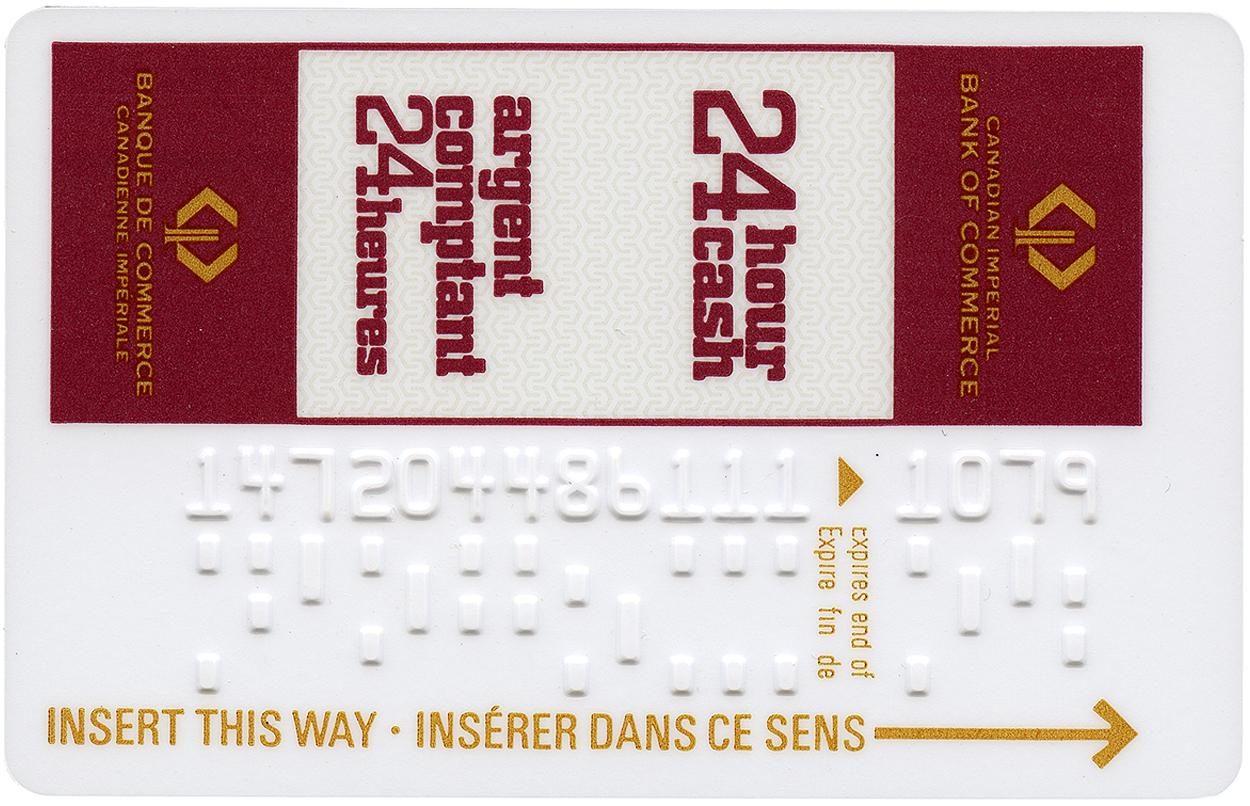 BANQUE DE COMMERCE
CANADIENNE IMPÉRIALE
argent
comptant
24 heures
24 hour
cash
CANADIAN IMPERIAL
BANK OF COMMERCE
147204486111 1079
Expires end of
Expire fin de
INSERT THIS WAY · INSÉRER DANS CE SENS